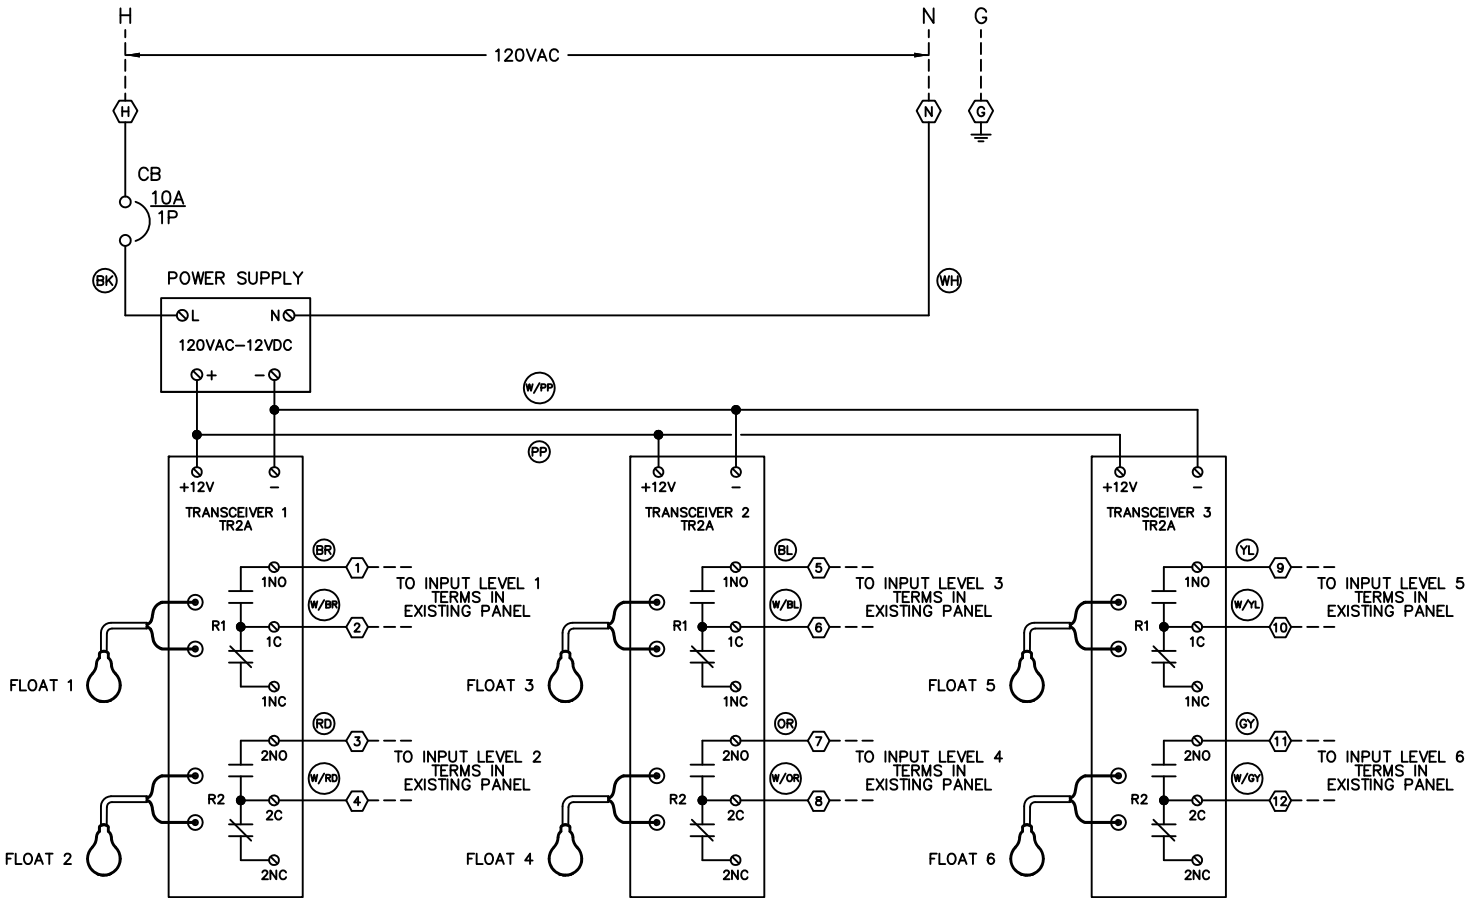 H N G
120VAC
H N G
CB
10A
1P
BK WH
POWER SUPPLY
L N
120VAC-12VDC
+ -
W/PP
PP
+12V - +12V - +12V -
TRANSCEIVER 1
TR2A
TRANSCEIVER 2
TR2A
TRANSCEIVER 3
TR2A
BR
1NO 1
TO INPUT LEVEL 1
TERMS IN
EXISTING PANEL
W/BR
R1 1C 2
FLOAT 1
1NC
RD
2NO 3
TO INPUT LEVEL 2
TERMS IN
EXISTING PANEL
W/RD
R2 2C 4
FLOAT 2
2NC
BL
1NO 5
TO INPUT LEVEL 3
TERMS IN
EXISTING PANEL
W/BL
R1 1C 6
FLOAT 3
1NC
OR
2NO 7
TO INPUT LEVEL 4
TERMS IN
EXISTING PANEL
W/OR
R2 2C 8
FLOAT 4
2NC
YL
1NO 9
TO INPUT LEVEL 5
TERMS IN
EXISTING PANEL
W/YL
R1 1C 10
FLOAT 5
1NC
GY
2NO 11
TO INPUT LEVEL 6
TERMS IN
EXISTING PANEL
W/GY
R2 2C 12
FLOAT 6
2NC